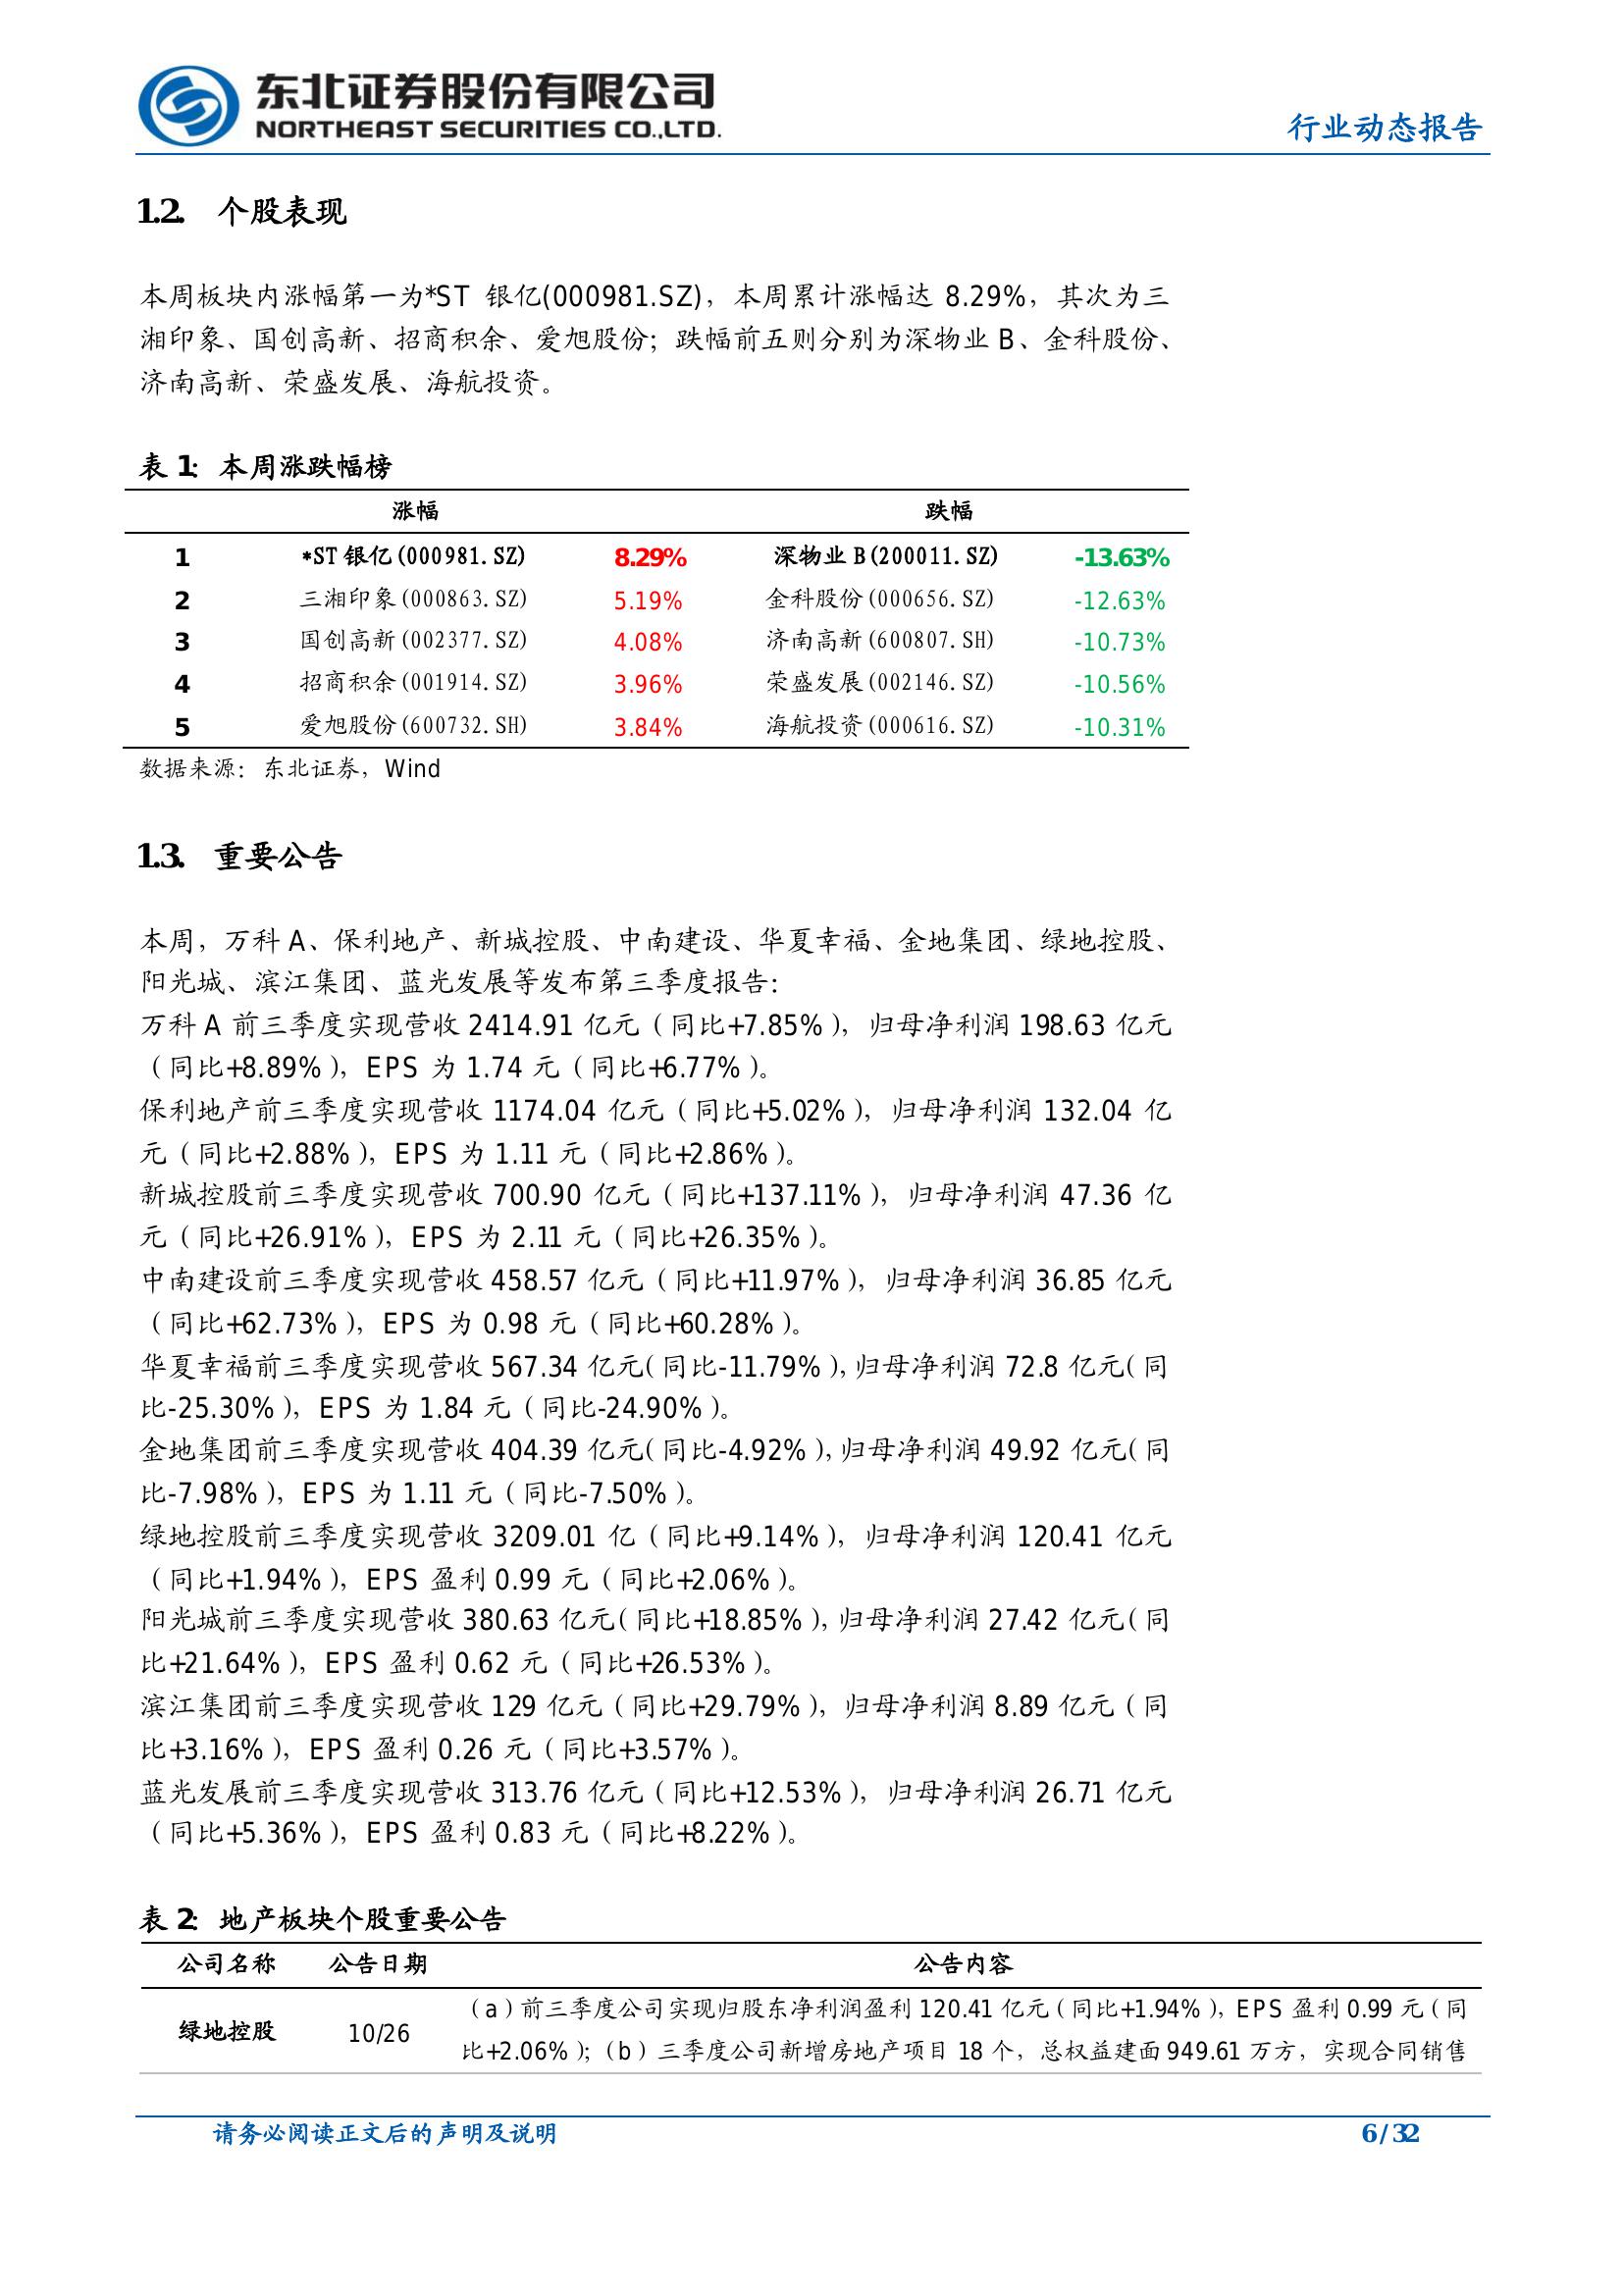 东北证券股份有限公司
NORTHEAST SECURITIES CO.,LTD.
行业动态报告
1.2. 个股表现
本周板块内涨幅第一为*ST 银亿(000981.SZ)，本周累计涨幅达 8.29%，其次为三
湘印象、国创高新、招商积余、爱旭股份；跌幅前五则分别为深物业 B、金科股份、
济南高新、荣盛发展、海航投资。
表 1：本周涨跌幅榜
涨幅 跌幅
1 *ST 银亿(000981.SZ) 8.29% 深物业 B(200011.SZ) -13.63%
2 三湘印象(000863.SZ) 5.19% 金科股份(000656.SZ) -12.63%
3 国创高新(002377.SZ) 4.08% 济南高新(600807.SH) -10.73%
4 招商积余(001914.SZ) 3.96% 荣盛发展(002146.SZ) -10.56%
5 爱旭股份(600732.SH) 3.84% 海航投资(000616.SZ) -10.31%
数据来源：东北证券，Wind
1.3. 重要公告
本周，万科 A、保利地产、新城控股、中南建设、华夏幸福、金地集团、绿地控股、
阳光城、滨江集团、蓝光发展等发布第三季度报告：
万科 A 前三季度实现营收 2414.91 亿元（同比+7.85%），归母净利润 198.63 亿元
（同比+8.89%），EPS 为 1.74 元（同比+6.77%）。
保利地产前三季度实现营收 1174.04 亿元（同比+5.02%），归母净利润 132.04 亿
元（同比+2.88%），EPS 为 1.11 元（同比+2.86%）。
新城控股前三季度实现营收 700.90 亿元（同比+137.11%），归母净利润 47.36 亿
元（同比+26.91%），EPS 为 2.11 元（同比+26.35%）。
中南建设前三季度实现营收 458.57 亿元（同比+11.97%），归母净利润 36.85 亿元
（同比+62.73%），EPS 为 0.98 元（同比+60.28%）。
华夏幸福前三季度实现营收 567.34 亿元（同比-11.79%），归母净利润 72.8 亿元（同
比-25.30%），EPS 为 1.84 元（同比-24.90%）。
金地集团前三季度实现营收 404.39 亿元（同比-4.92%），归母净利润 49.92 亿元（同
比-7.98%），EPS 为 1.11 元（同比-7.50%）。
绿地控股前三季度实现营收 3209.01 亿（同比+9.14%），归母净利润 120.41 亿元
（同比+1.94%），EPS 盈利 0.99 元（同比+2.06%）。
阳光城前三季度实现营收 380.63 亿元（同比+18.85%），归母净利润 27.42 亿元（同
比+21.64%），EPS 盈利 0.62 元（同比+26.53%）。
滨江集团前三季度实现营收 129 亿元（同比+29.79%），归母净利润 8.89 亿元（同
比+3.16%），EPS 盈利 0.26 元（同比+3.57%）。
蓝光发展前三季度实现营收 313.76 亿元（同比+12.53%），归母净利润 26.71 亿元
（同比+5.36%），EPS 盈利 0.83 元（同比+8.22%）。
表 2：地产板块个股重要公告
公司名称 公告日期 公告内容
绿地控股 10/26 （a）前三季度公司实现归股东净利润盈利 120.41 亿元（同比+1.94%），EPS 盈利 0.99 元（同
比+2.06%）；（b）三季度公司新增房地产项目 18 个，总权益建面 949.61 万方，实现合同销售
请务必阅读正文后的声明及说明
6 / 32